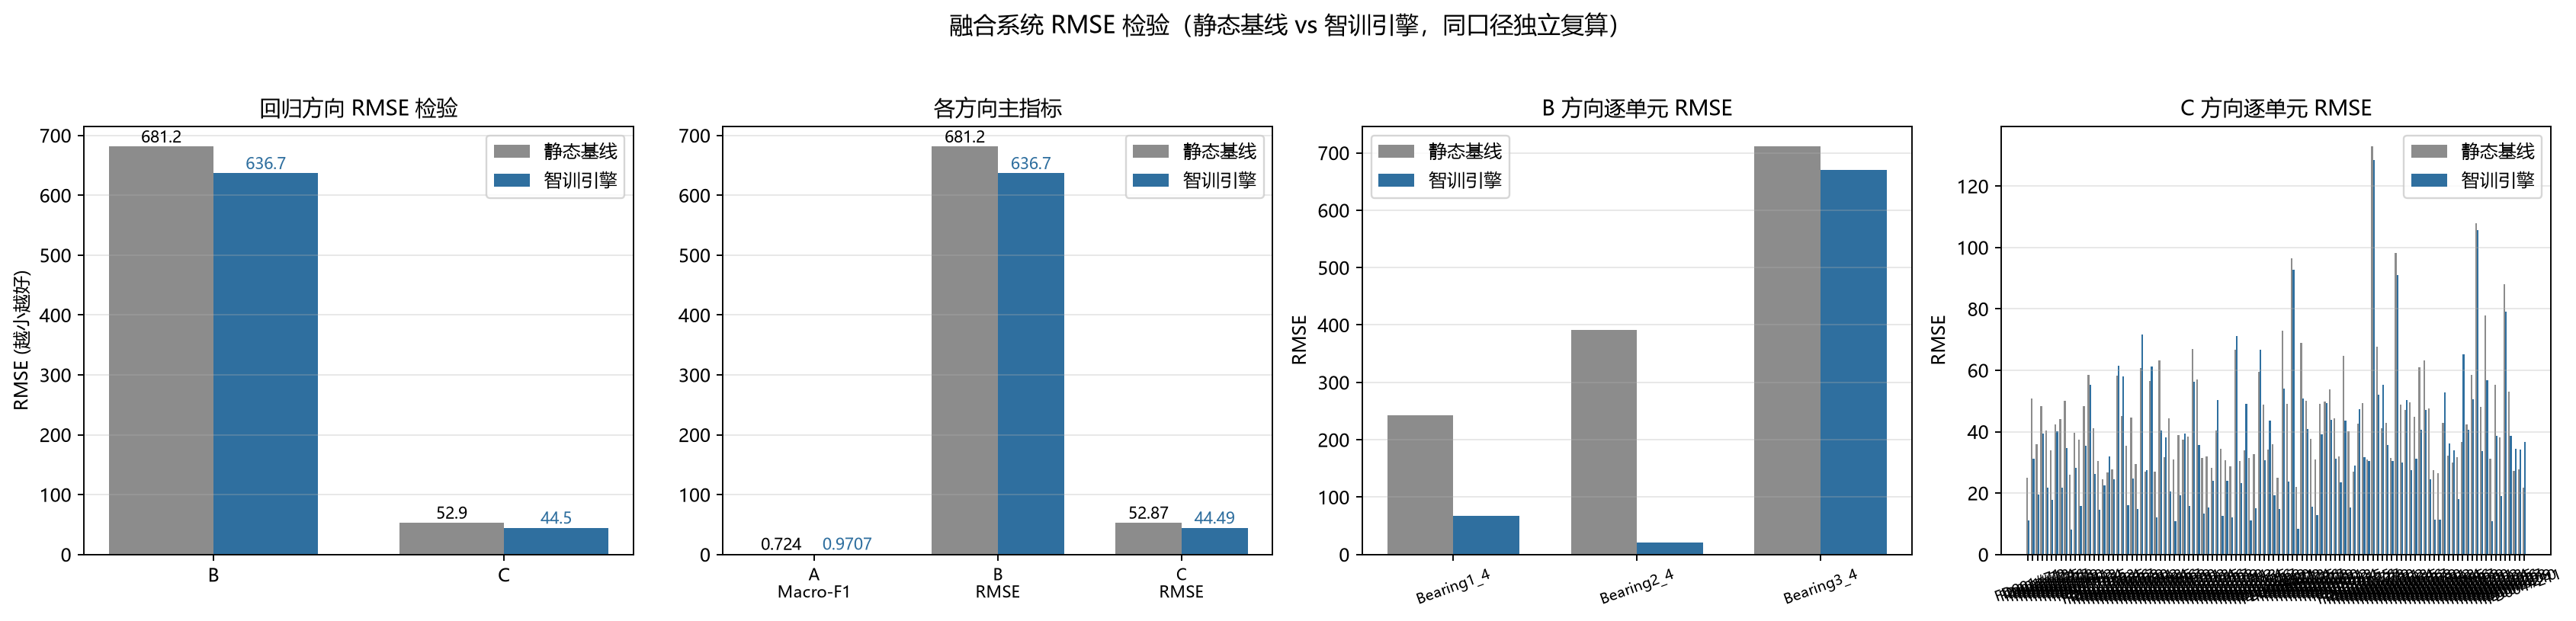 融合系统 RMSE 检验（静态基线 vs 智训引擎，同口径独立复算）
回归方向 RMSE 检验
RMSE (越小越好)
700
600
500
400
300
200
100
0
681.2
636.7
52.9
44.5
静态基线
智训引擎
B
C
各方向主指标
700
600
500
400
300
200
100
0
0.724
0.9707
681.2
636.7
52.87
44.49
静态基线
智训引擎
A
Macro-F1
B
RMSE
C
RMSE
B 方向逐单元 RMSE
RMSE
700
600
500
400
300
200
100
0
静态基线
智训引擎
Bearing1_4
Bearing2_4
Bearing3_4
C 方向逐单元 RMSE
RMSE
120
100
80
60
40
20
0
静态基线
智训引擎